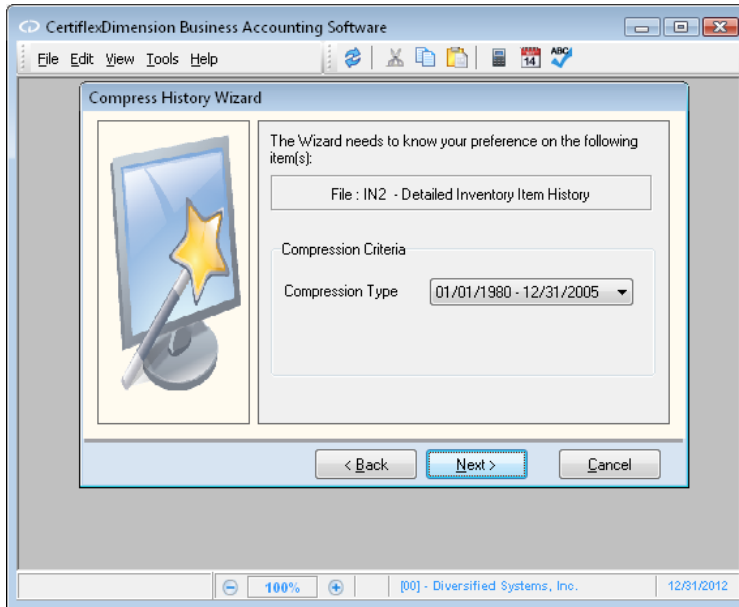 CertiflexDimension Business Accounting Software
File Edit View Tools Help
14
ABC
Compress History Wizard
The Wizard needs to know your preference on the following
item(s):
File : IN2 - Detailed Inventory Item History
Compression Criteria
Compression Type 01/01/1980 - 12/31/2005
< Back Next > Cancel
100% [00] - Diversified Systems, Inc. 12/31/2012